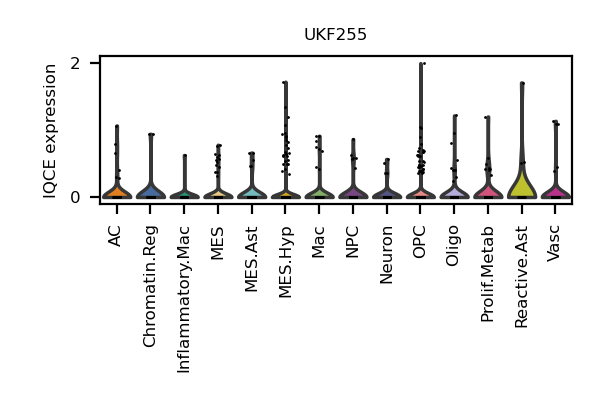 UKF255
IQCE expression
2
0
AC
Chromatin.Reg
Inflammatory.Mac
MES
MES.Ast
MES.Hyp
Mac
NPC
Neuron
OPC
Oligo
Prolif.Metab
Reactive.Ast
Vasc